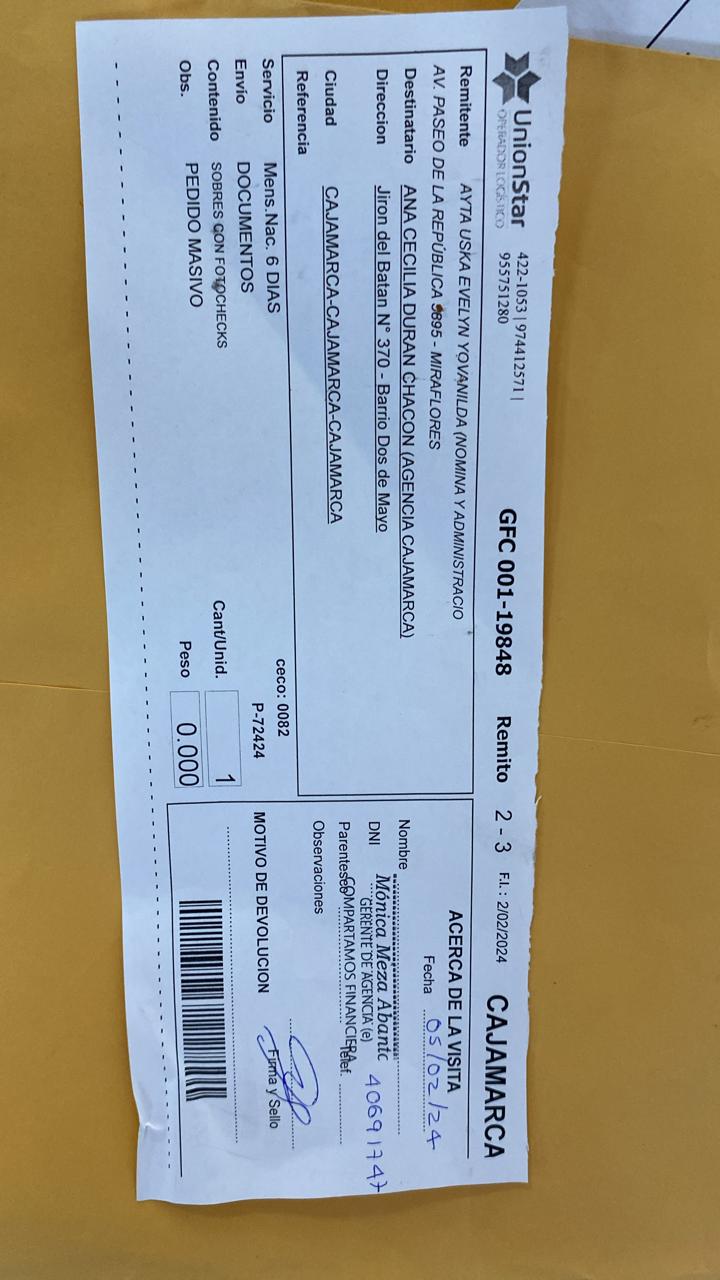 UnionStar
OPERADOR LOGÍSTICO
422-1053 | 974412571 |
955751280
GFC 001-19848
Remito 2 - 3
F.I.: 2/02/2024
CAJAMARCA
Remitente AYTA USKA EVELYN YOVANILDA (NOMINA Y ADMINISTRACIO
AV. PASEO DE LA REPÚBLICA 5895 - MIRAFLORES
Destinatario ANA CECILIA DURAN CHACON (AGENCIA CAJAMARCA)
Direccion Jiron del Batan N° 370 - Barrio Dos de Mayo
Ciudad CAJAMARCA-CAJAMARCA-CAJAMARCA
Referencia
Servicio Mens.Nac. 6 DIAS
ceco: 0082
Envío DOCUMENTOS
P-72424
Contenido SOBRES CON FOTOCHECKS
Cant/Unid. 1
Obs. PEDIDO MASIVO
Peso 0.000
ACERCA DE LA VISITA
Fecha 05/02/24
Nombre
Mónica Meza Abanto
DNI 40691747
GERENTE DE AGENCIA (e)
Parentesco Telef.
COMPARTAMOS FINANCIERA
Observaciones
Firma y Sello
MOTIVO DE DEVOLUCION